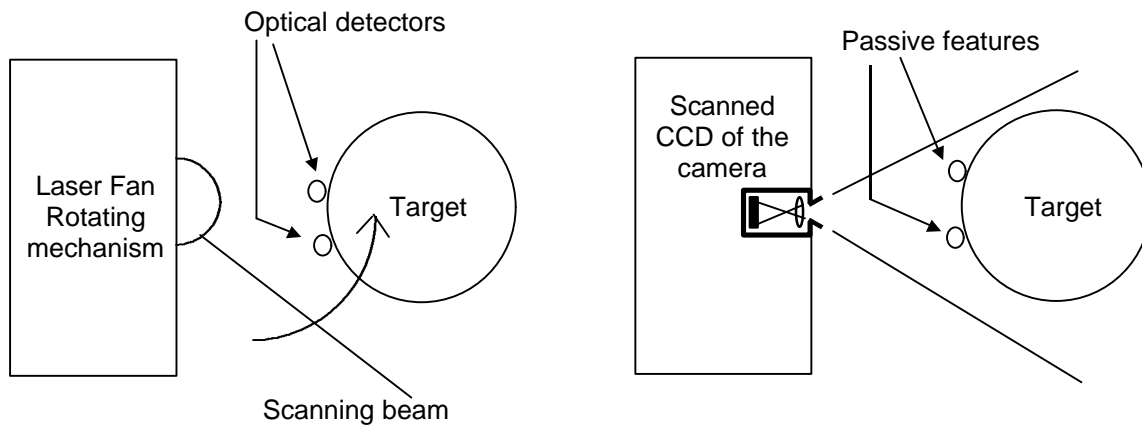 Optical detectors
Laser Fan
Rotating
mechanism
Target
Scanning beam
Passive features
Scanned
CCD of the
camera
Target